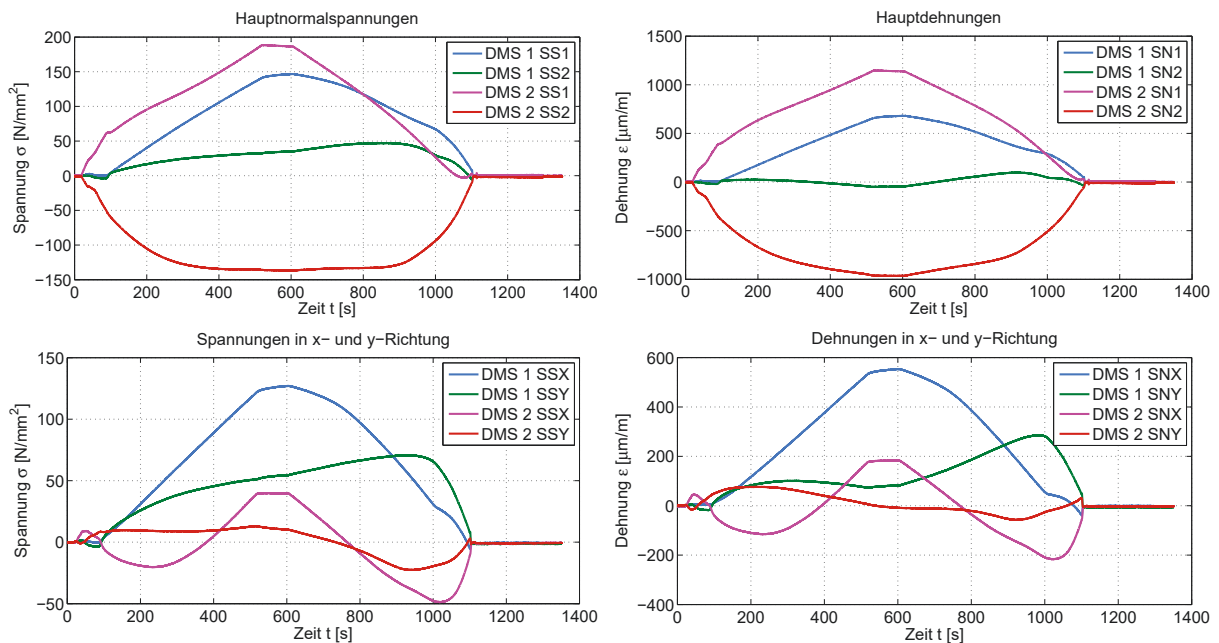 Hauptnormalspannungen
Spannung σ [N/mm²]
200
150
100
50
0
−50
−100
−150
0 200 400 600 800 1000 1200 1400
Zeit t [s]
DMS 1 SS1
DMS 1 SS2
DMS 2 SS1
DMS 2 SS2
Hauptdehnungen
Dehnung ε [µm/m]
1500
1000
500
0
−500
−1000
0 200 400 600 800 1000 1200 1400
Zeit t [s]
DMS 1 SN1
DMS 1 SN2
DMS 2 SN1
DMS 2 SN2
Spannungen in x− und y−Richtung
Spannung σ [N/mm²]
150
100
50
0
−50
0 200 400 600 800 1000 1200 1400
Zeit t [s]
DMS 1 SSX
DMS 1 SSY
DMS 2 SSX
DMS 2 SSY
Dehnungen in x− und y−Richtung
Dehnung ε [µm/m]
600
400
200
0
−200
−400
0 200 400 600 800 1000 1200 1400
Zeit t [s]
DMS 1 SNX
DMS 1 SNY
DMS 2 SNX
DMS 2 SNY